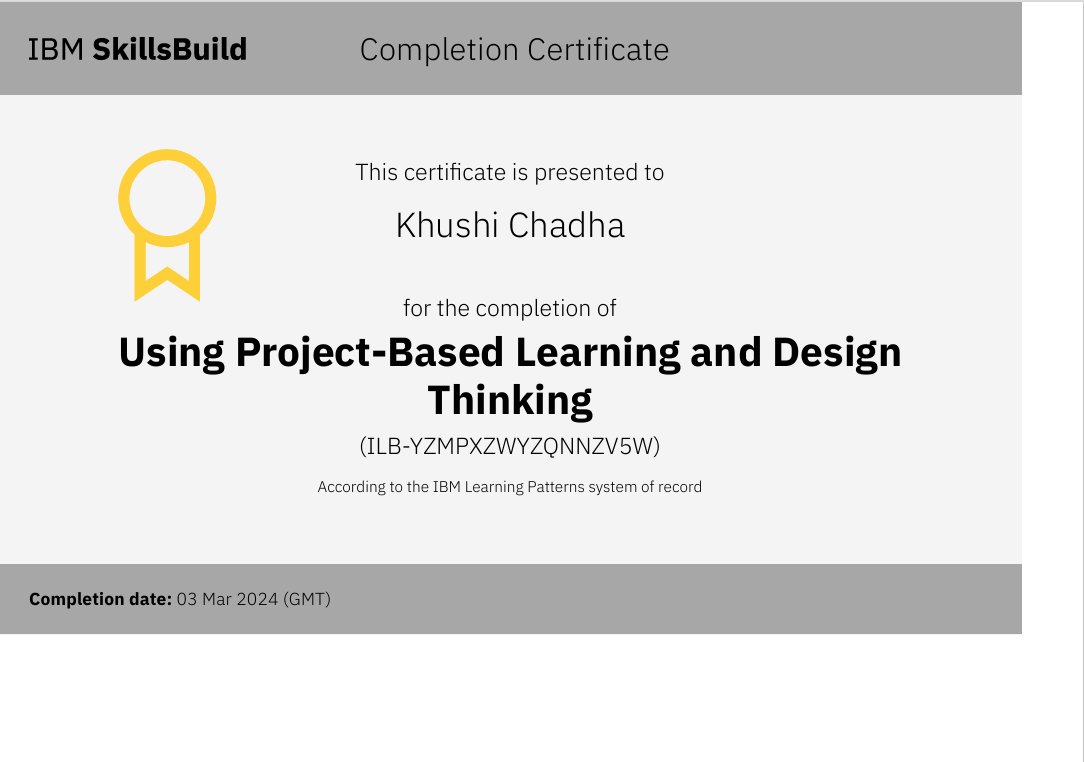 IBM SkillsBuild
Completion Certificate
This certificate is presented to
Khushi Chadha
for the completion of
Using Project-Based Learning and Design
Thinking
(ILB-YZMPXZWYZQNNZV5W)
According to the IBM Learning Patterns system of record
Completion date: 03 Mar 2024 (GMT)